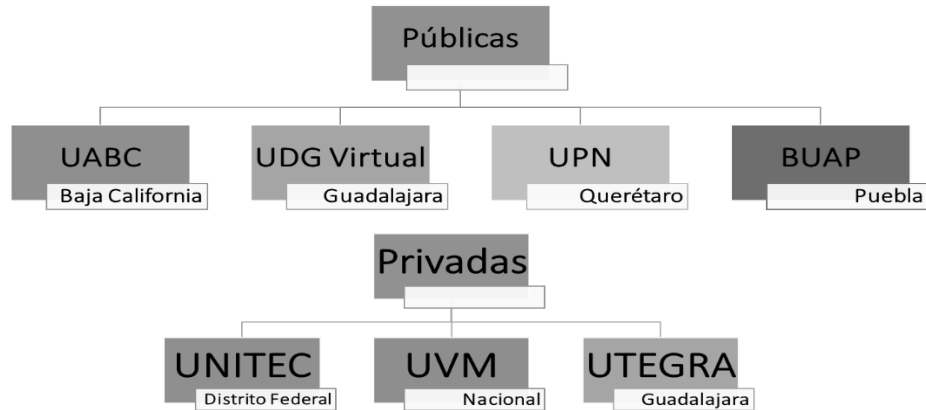 Públicas
UABC
Baja California
UDG Virtual
Guadalajara
UPN
Querétaro
BUAP
Puebla
Privadas
UNITEC
Distrito Federal
UVM
Nacional
UTEGRA
Guadalajara